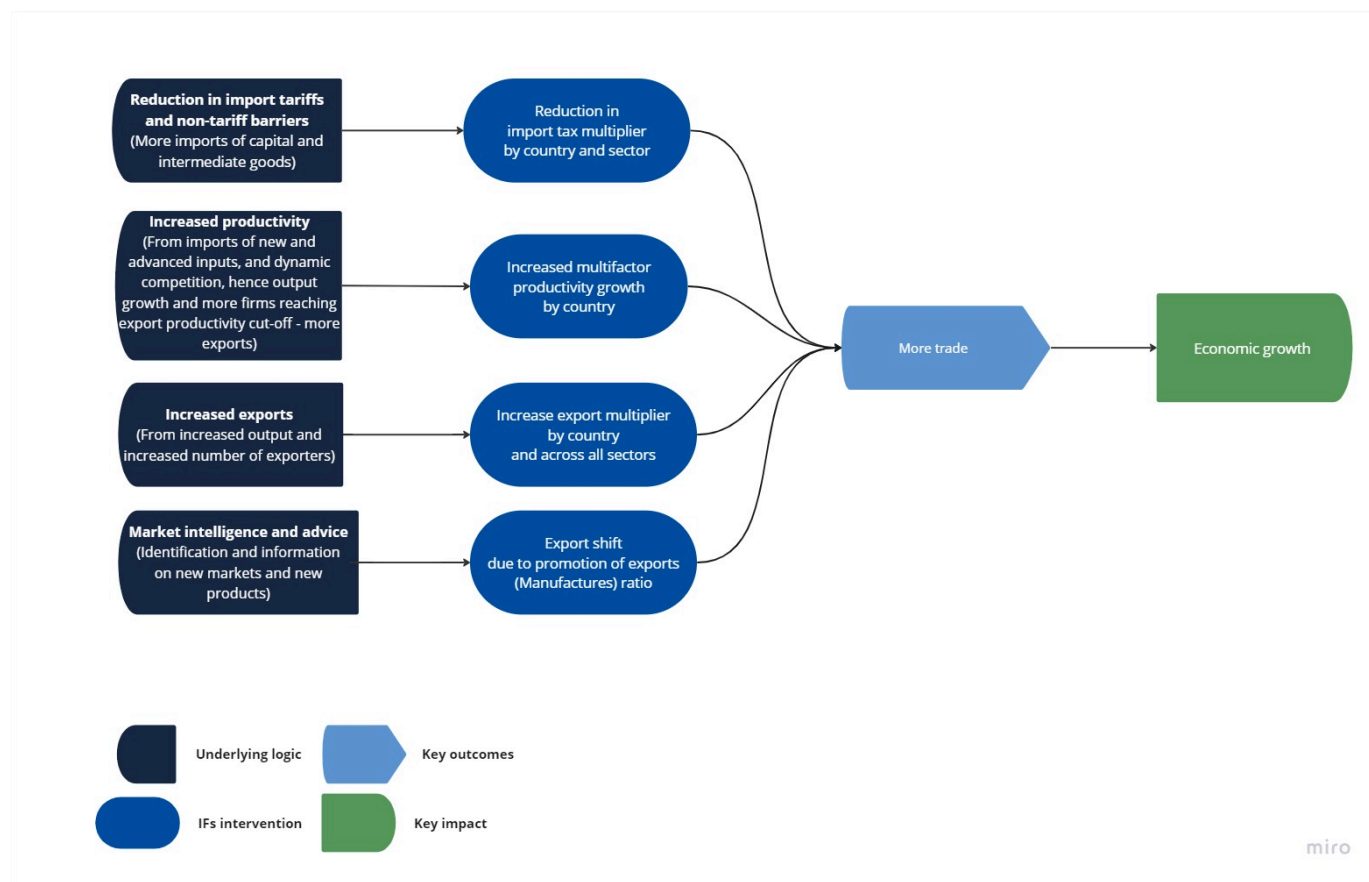 Reduction in import tariffs
and non-tariff barriers
(More imports of capital and
intermediate goods)
Reduction in
import tax multiplier
by country and sector
Increased productivity
(From imports of new and
advanced inputs, and dynamic
competition, hence output
growth and more firms reaching
export productivity cut-off - more
exports)
Increased multifactor
productivity growth
by country
More trade
Economic growth
Increased exports
(From increased output and
increased number of exporters)
Increase export multiplier
by country
and across all sectors
Market intelligence and advice
(Identification and information
on new markets and new
products)
Export shift
due to promotion of exports
(Manufactures) ratio
Underlying logic
Key outcomes
IFs intervention
Key impact
miro